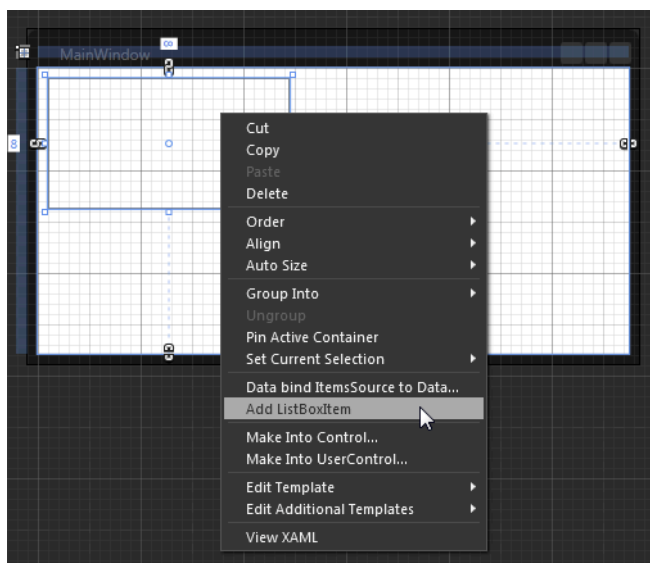 MainWindow
8
8
Cut
Copy
Paste
Delete
Order
Align
Auto Size
Group Into
Ungroup
Pin Active Container
Set Current Selection
Data bind ItemsSource to Data...
Add ListBoxItem
Make Into Control...
Make Into UserControl...
Edit Template
Edit Additional Templates
View XAML